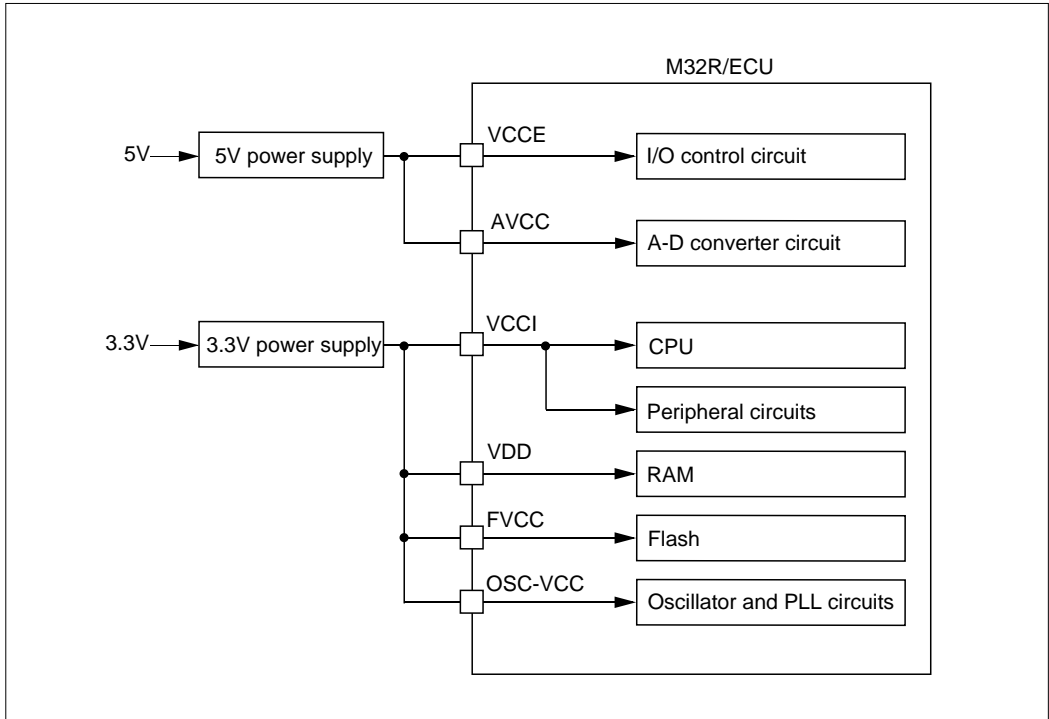 M32R/ECU
5V
5V power supply
VCCE
I/O control circuit
AVCC
A-D converter circuit
3.3V
3.3V power supply
VCCI
CPU
Peripheral circuits
VDD
RAM
FVCC
Flash
OSC-VCC
Oscillator and PLL circuits